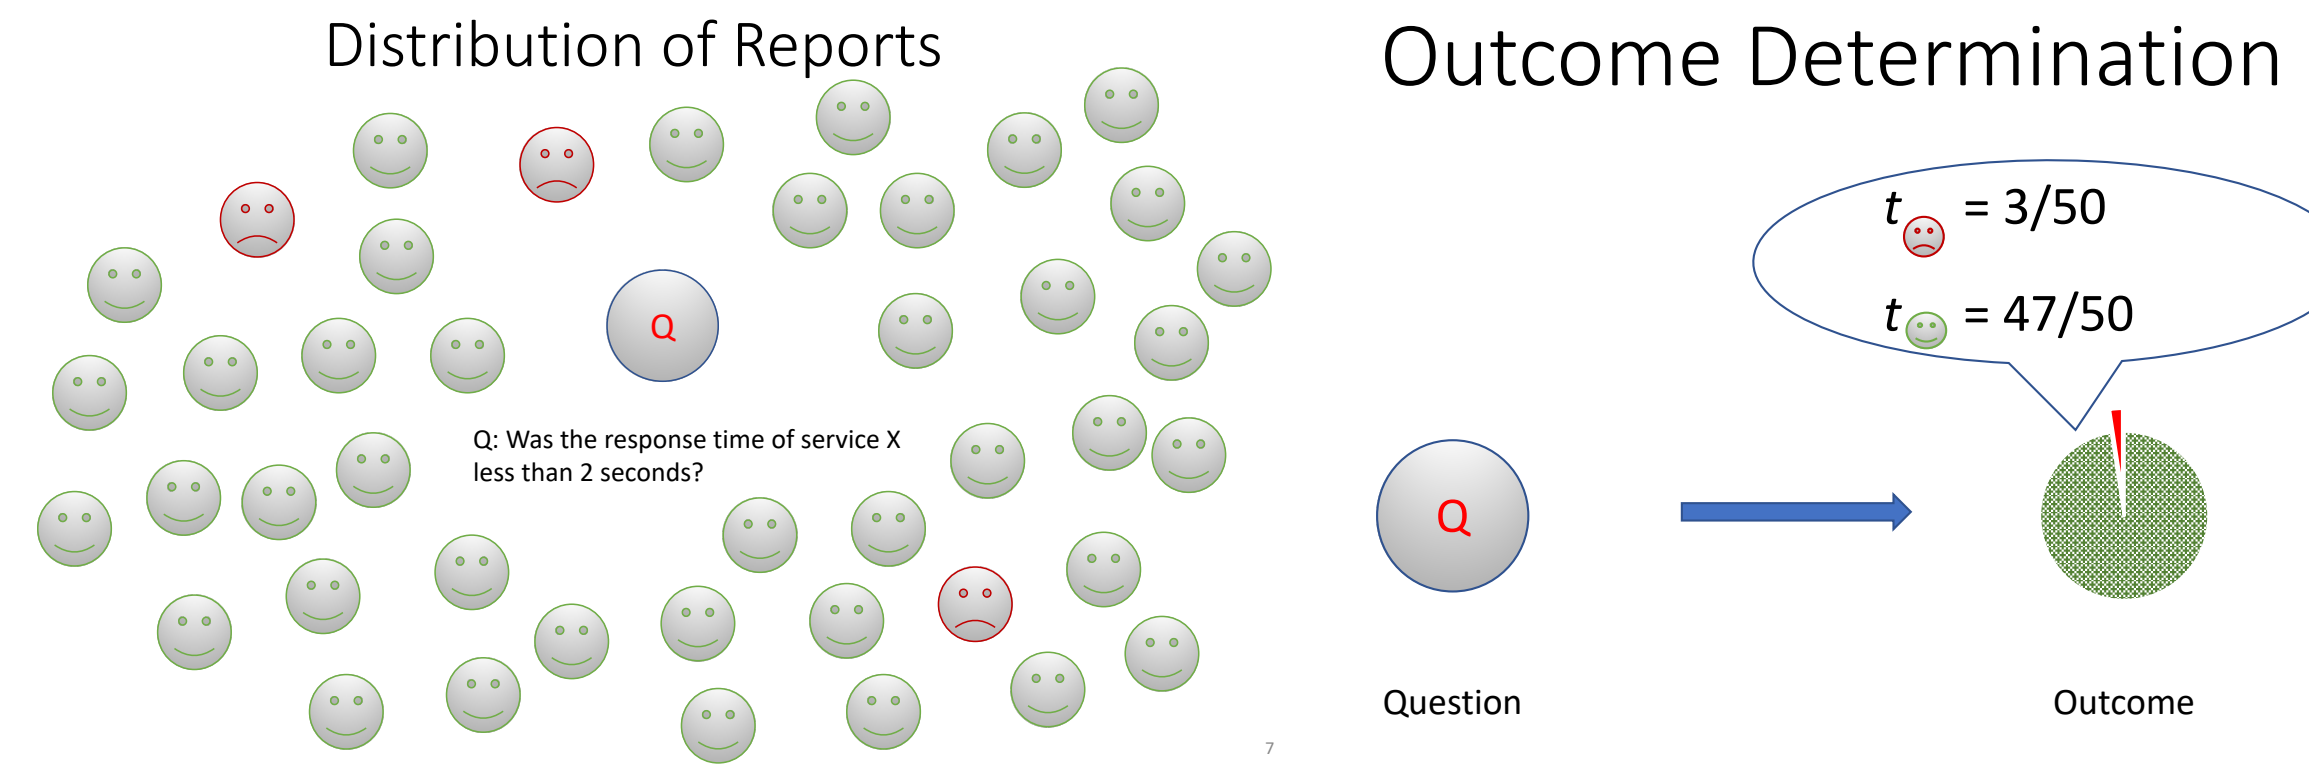 Distribution of Reports
Q
Q: Was the response time of service X
less than 2 seconds?
7
Outcome Determination
t = 3/50
t = 47/50
Q
Question
Outcome